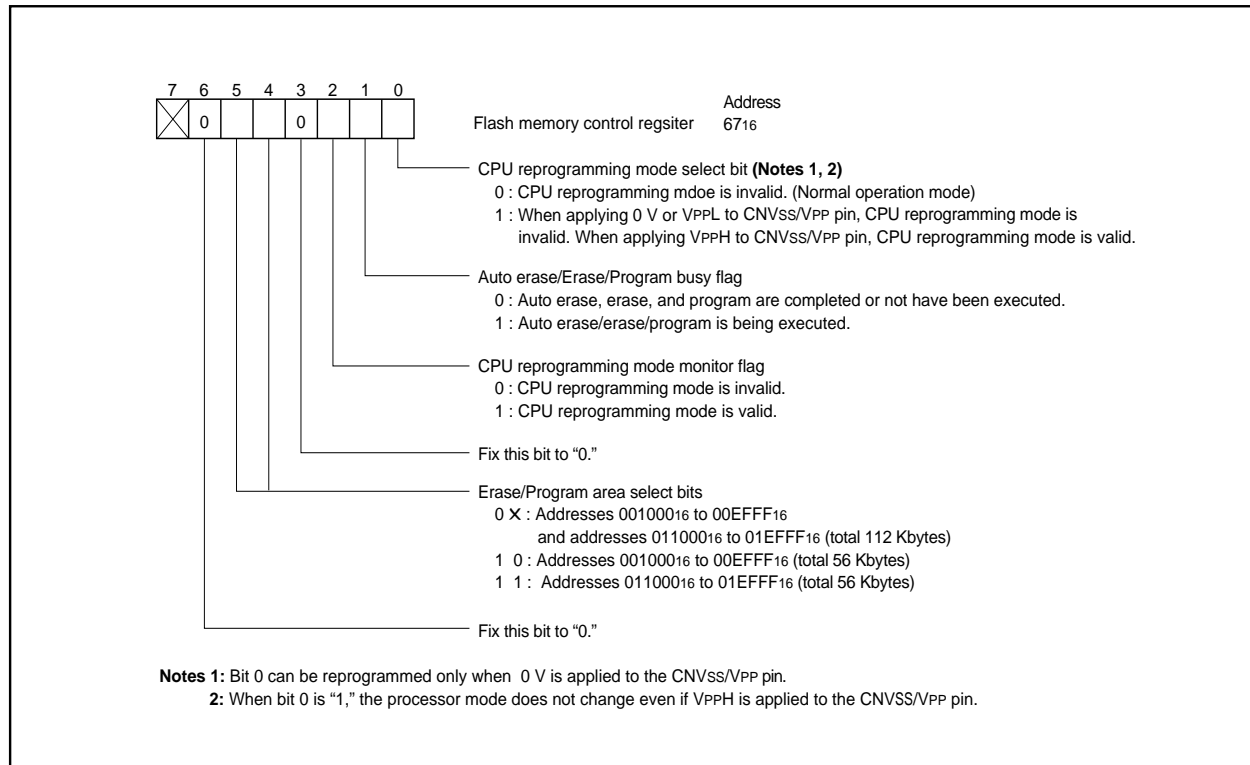 7 6 5 4 3 2 1 0
0 0
Address
Flash memory control regsiter 6716
CPU reprogramming mode select bit (Notes 1, 2)
0 : CPU reprogramming mdoe is invalid. (Normal operation mode)
1 : When applying 0 V or VPPL to CNVSS/VPP pin, CPU reprogramming mode is
invalid. When applying VPPH to CNVSS/VPP pin, CPU reprogramming mode is valid.
Auto erase/Erase/Program busy flag
0 : Auto erase, erase, and program are completed or not have been executed.
1 : Auto erase/erase/program is being executed.
CPU reprogramming mode monitor flag
0 : CPU reprogramming mode is invalid.
1 : CPU reprogramming mode is valid.
Fix this bit to “0.”
Erase/Program area select bits
0 X : Addresses 00100016 to 00EFFF16
and addresses 01100016 to 01EFFF16 (total 112 Kbytes)
1 0 : Addresses 00100016 to 00EFFF16 (total 56 Kbytes)
1 1 : Addresses 01100016 to 01EFFF16 (total 56 Kbytes)
Fix this bit to “0.”
Notes 1: Bit 0 can be reprogrammed only when 0 V is applied to the CNVSS/VPP pin.
2: When bit 0 is “1,” the processor mode does not change even if VPPH is applied to the CNVSS/VPP pin.